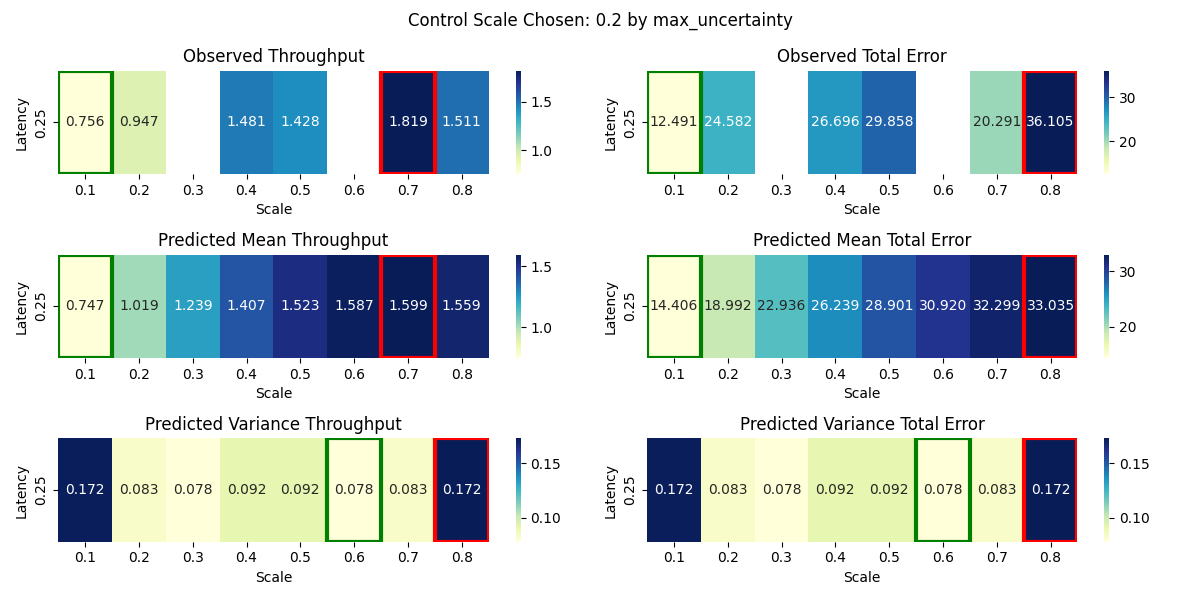 Control Scale Chosen: 0.2 by max_uncertainty
Observed Throughput
Latency
0.25
0.756 0.947 1.481 1.428 1.819 1.511
0.1 0.2 0.3 0.4 0.5 0.6 0.7 0.8
Scale
1.5
1.0
Observed Total Error
Latency
0.25
12.491 24.582 26.696 29.858 20.291 36.105
0.1 0.2 0.3 0.4 0.5 0.6 0.7 0.8
Scale
30
20
Predicted Mean Throughput
Latency
0.25
0.747 1.019 1.239 1.407 1.523 1.587 1.599 1.559
0.1 0.2 0.3 0.4 0.5 0.6 0.7 0.8
Scale
1.5
1.0
Predicted Mean Total Error
Latency
0.25
14.406 18.992 22.936 26.239 28.901 30.920 32.299 33.035
0.1 0.2 0.3 0.4 0.5 0.6 0.7 0.8
Scale
30
20
Predicted Variance Throughput
Latency
0.25
0.172 0.083 0.078 0.092 0.092 0.078 0.083 0.172
0.1 0.2 0.3 0.4 0.5 0.6 0.7 0.8
Scale
0.15
0.10
Predicted Variance Total Error
Latency
0.25
0.172 0.083 0.078 0.092 0.092 0.078 0.083 0.172
0.1 0.2 0.3 0.4 0.5 0.6 0.7 0.8
Scale
0.15
0.10